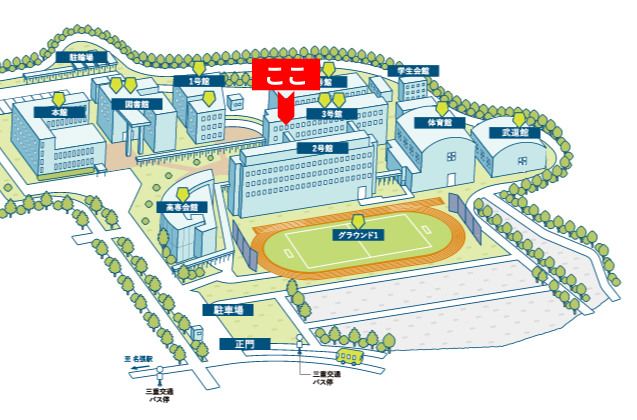 駐輪場
1号館
ここ
号館
学生会館
本館
図書館
3号館
体育館
武道館
2号館
高専会館
グラウンド1
駐車場
正門
至 名張駅
三重交通
バス停
三重交通
バス停